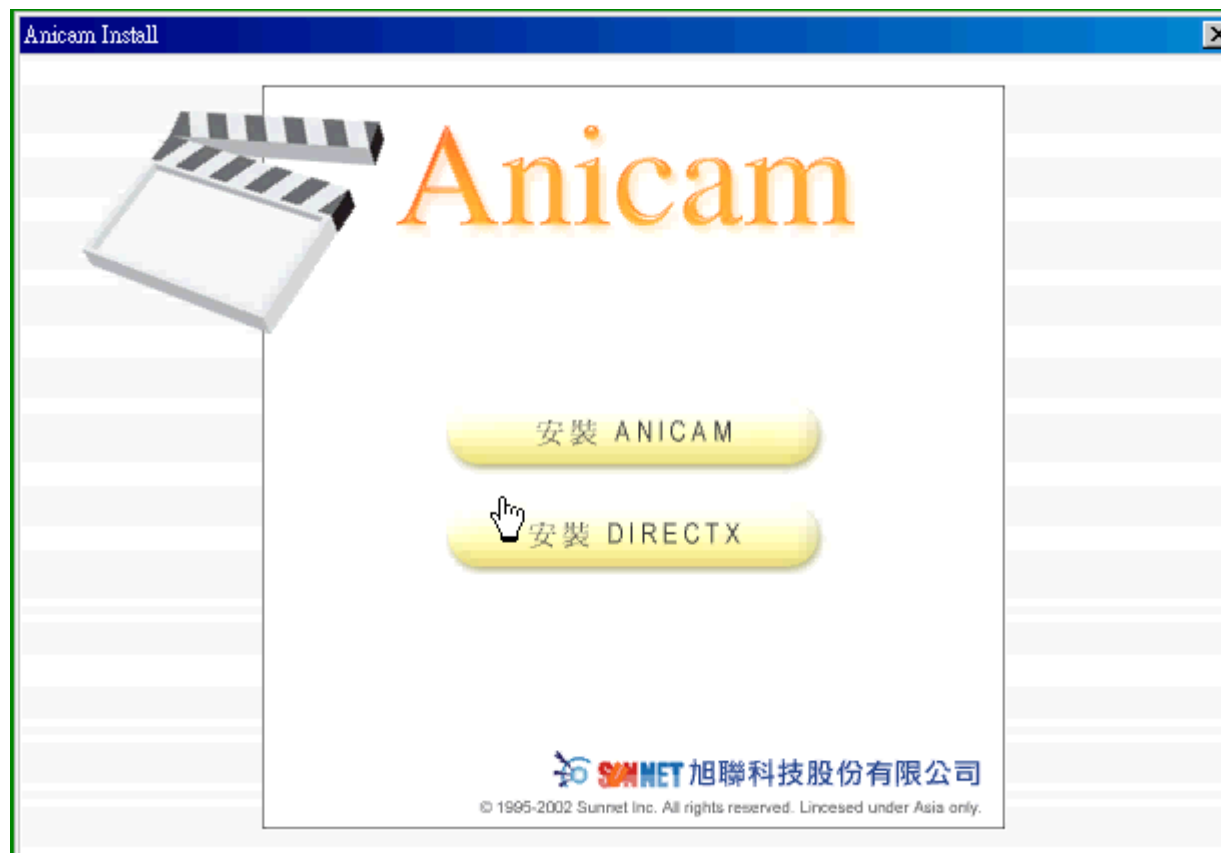 Anicam Install
Anicam
安裝 ANICAM
安裝 DIRECTX
SUNNET 旭聯科技股份有限公司
© 1995-2002 Sunnet Inc. All rights reserved. Lincesed under Asia only.